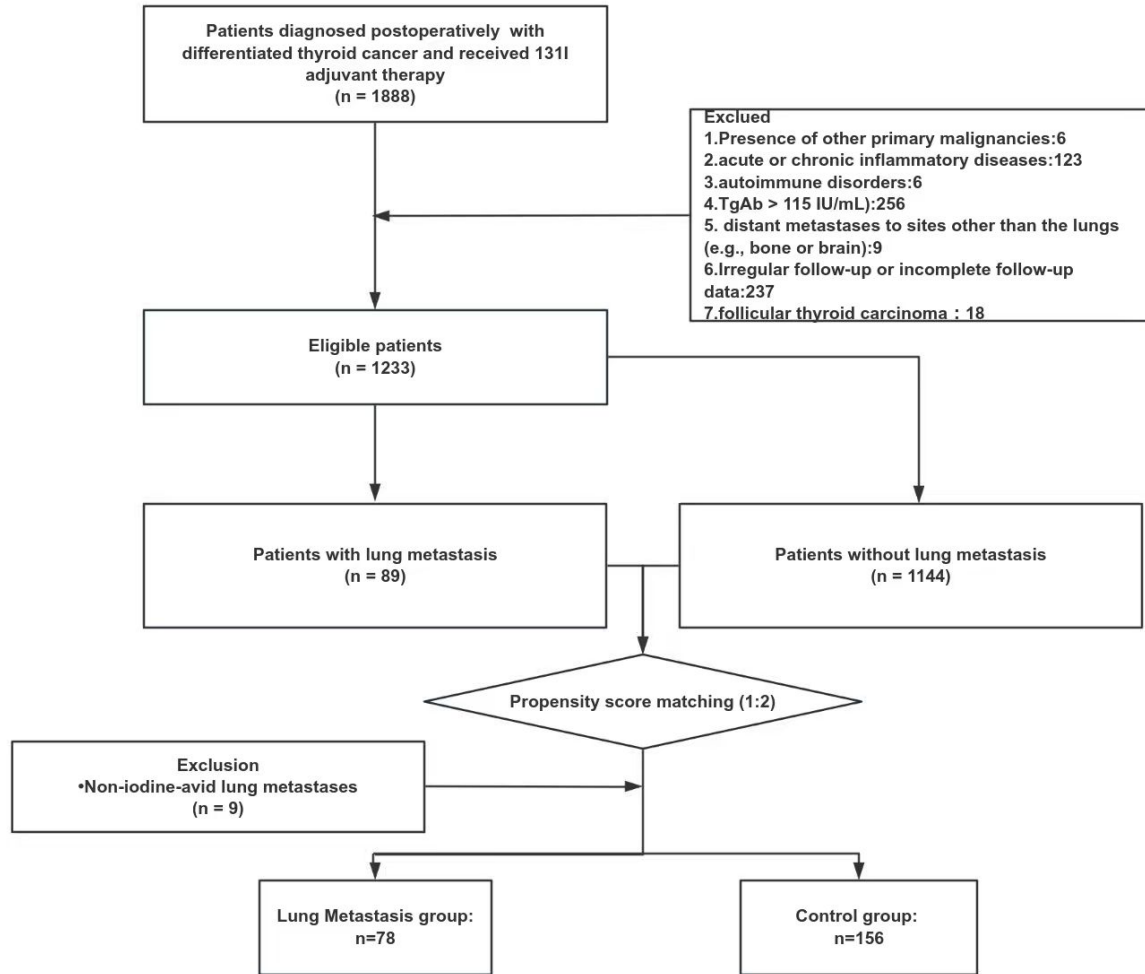 Patients diagnosed postoperatively with
differentiated thyroid cancer and received 131I
adjuvant therapy
(n = 1888)
Exclued
1.Presence of other primary malignancies:6
2.acute or chronic inflammatory diseases:123
3.autoimmune disorders:6
4.TgAb > 115 IU/mL):256
5. distant metastases to sites other than the lungs
(e.g., bone or brain):9
6.Irregular follow-up or incomplete follow-up
data:237
7.follicular thyroid carcinoma：18
Eligible patients
(n = 1233)
Patients with lung metastasis
(n = 89)
Patients without lung metastasis
(n = 1144)
Propensity score matching (1:2)
Exclusion
•Non-iodine-avid lung metastases
(n = 9)
Lung Metastasis group:
n=78
Control group:
n=156